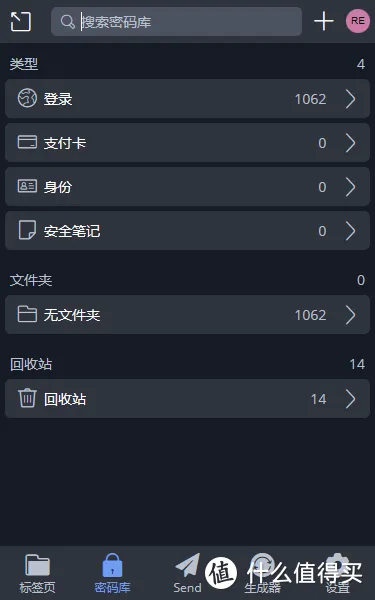 搜索密码库
RE
类型 4
登录 1062
支付卡 0
身份 0
安全笔记 0
文件夹 0
无文件夹 1062
回收站 14
回收站 14
标签页 密码库 Send 生成器 设置
值 什么值得买